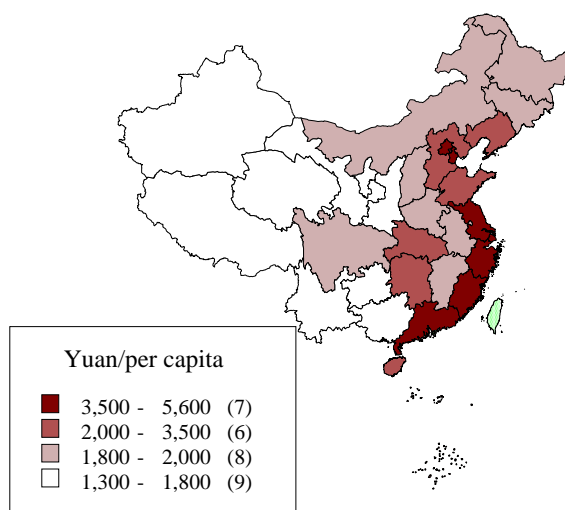 Yuan/per capita
3,500 - 5,600 (7)
2,000 - 3,500 (6)
1,800 - 2,000 (8)
1,300 - 1,800 (9)